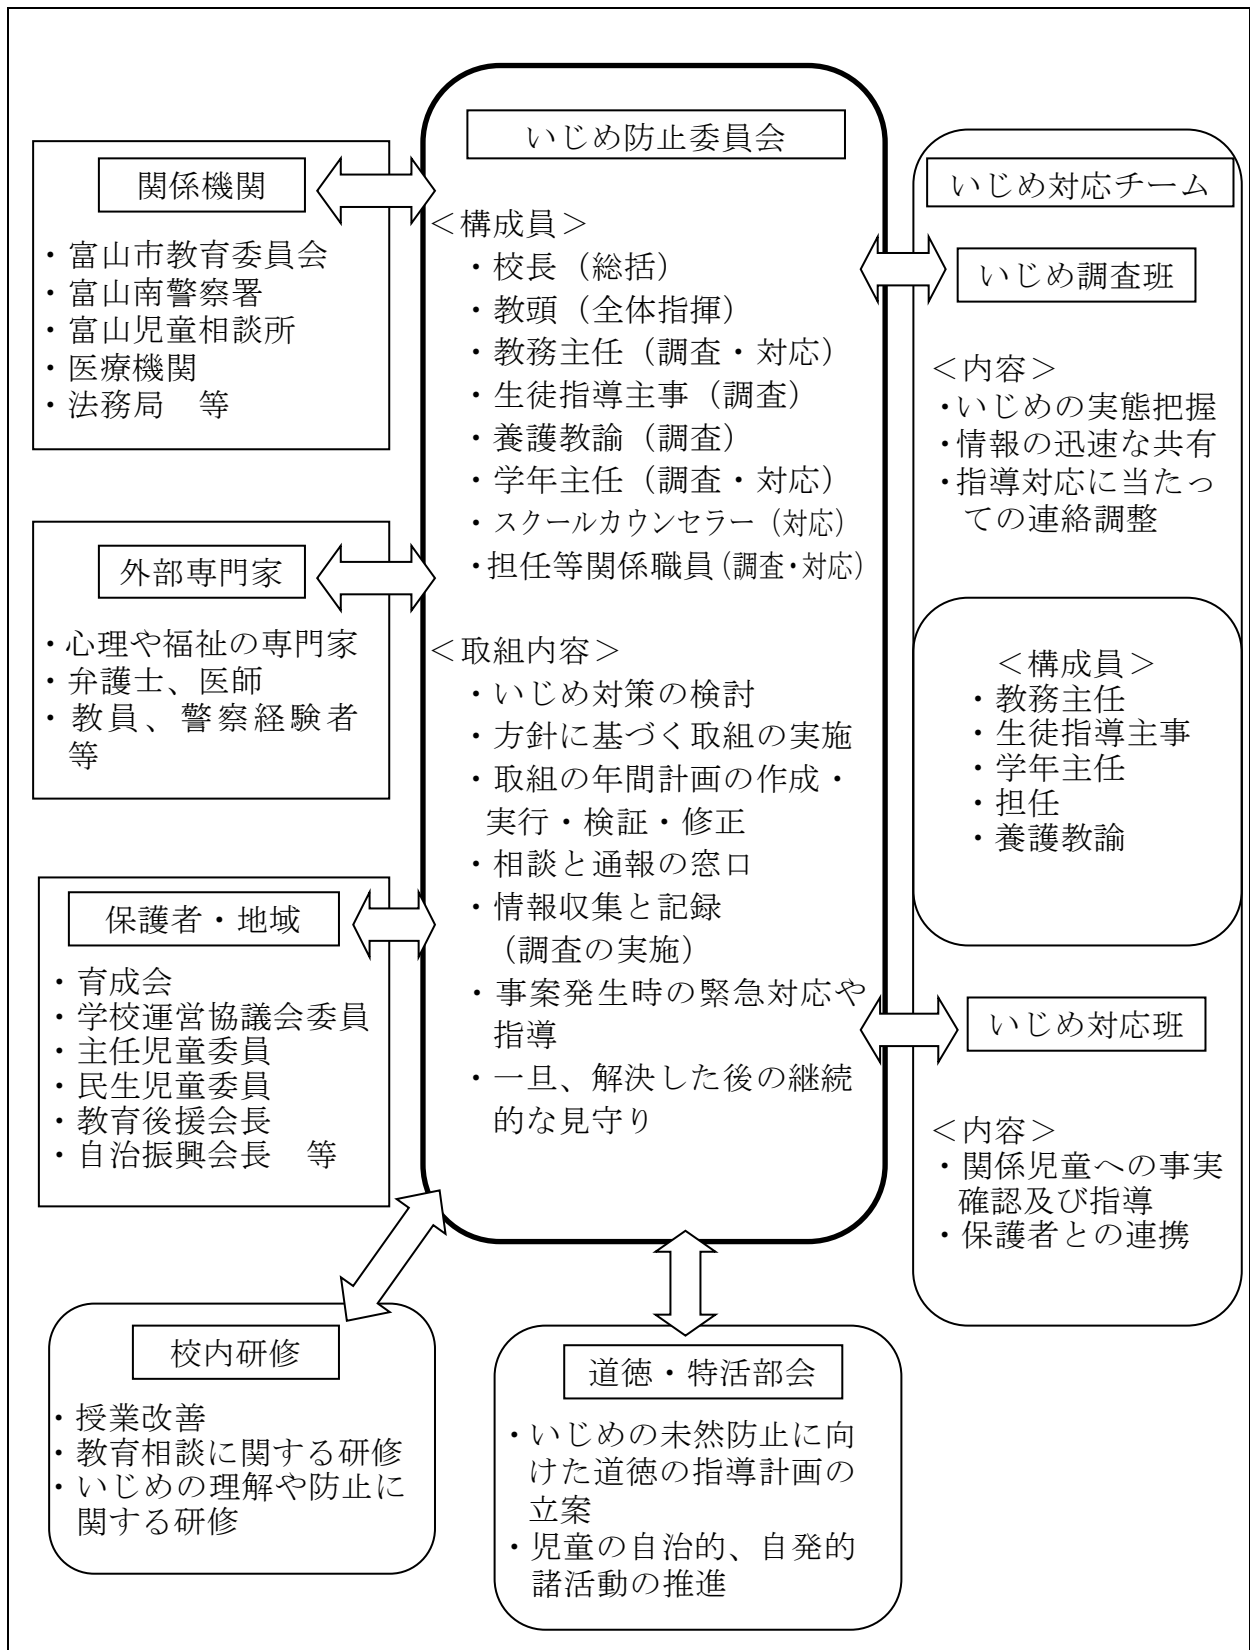 いじめ防止委員会
＜構成員＞
・校長（総括）
・教頭（全体指揮）
・教務主任（調査・対応）
・生徒指導主事（調査）
・養護教諭（調査）
・学年主任（調査・対応）
・スクールカウンセラー（対応）
・担任等関係職員（調査・対応）
＜取組内容＞
・いじめ対策の検討
・方針に基づく取組の実施
・取組の年間計画の作成・
実行・検証・修正
・相談と通報の窓口
・情報収集と記録
（調査の実施）
・事案発生時の緊急対応や
指導
・一旦、解決した後の継続
的な見守り
関係機関
・富山市教育委員会
・富山南警察署
・富山児童相談所
・医療機関
・法務局　等
外部専門家
・心理や福祉の専門家
・弁護士、医師
・教員、警察経験者
等
保護者・地域
・育成会
・学校運営協議会委員
・主任児童委員
・民生児童委員
・教育後援会長
・自治振興会長　等
いじめ対応チーム
いじめ調査班
＜内容＞
・いじめの実態把握
・情報の迅速な共有
・指導対応に当たっ
ての連絡調整
＜構成員＞
・教務主任
・生徒指導主事
・学年主任
・担任
・養護教諭
いじめ対応班
＜内容＞
・関係児童への事実
確認及び指導
・保護者との連携
校内研修
・授業改善
・教育相談に関する研修
・いじめの理解や防止に
関する研修
道徳・特活部会
・いじめの未然防止に向
けた道徳の指導計画の
立案
・児童の自治的、自発的
諸活動の推進